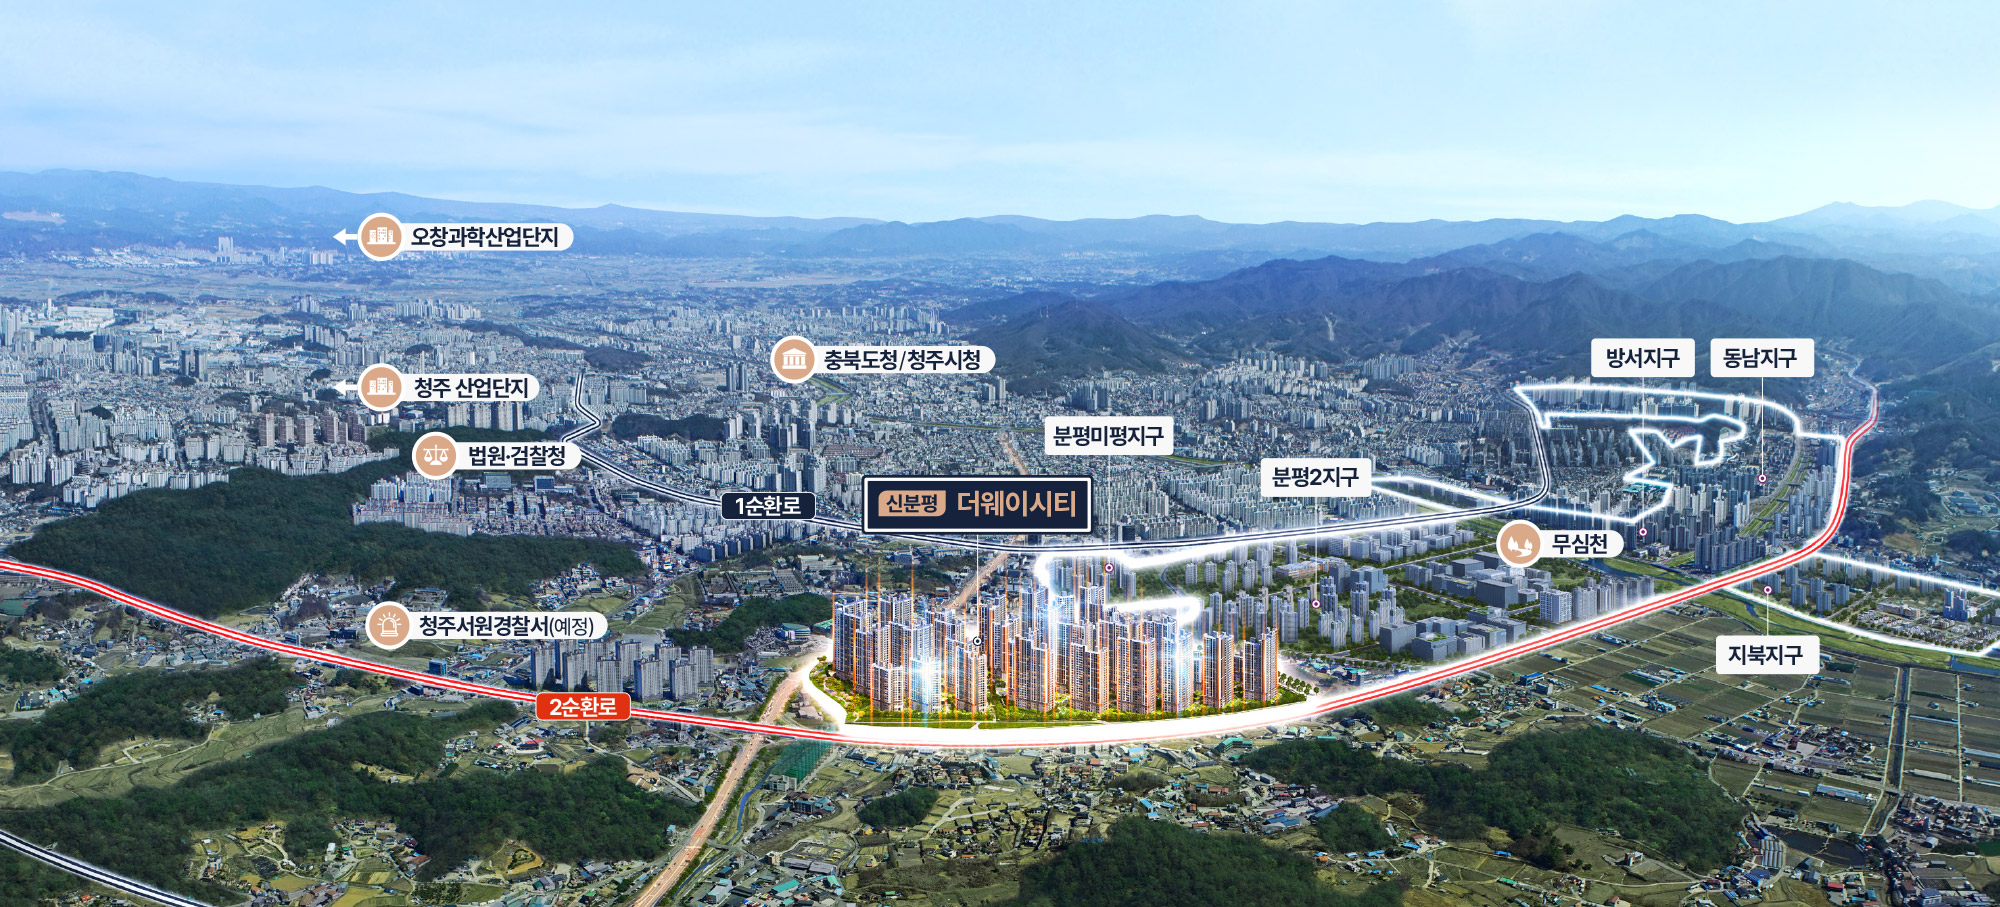 오창과학산업단지
충북도청/청주시청
방서지구
동남지구
청주 산업단지
분평미평지구
법원·검찰청
분평2지구
1순환로
신분평 더웨이시티
무심천
청주서원경찰서(예정)
지북지구
2순환로